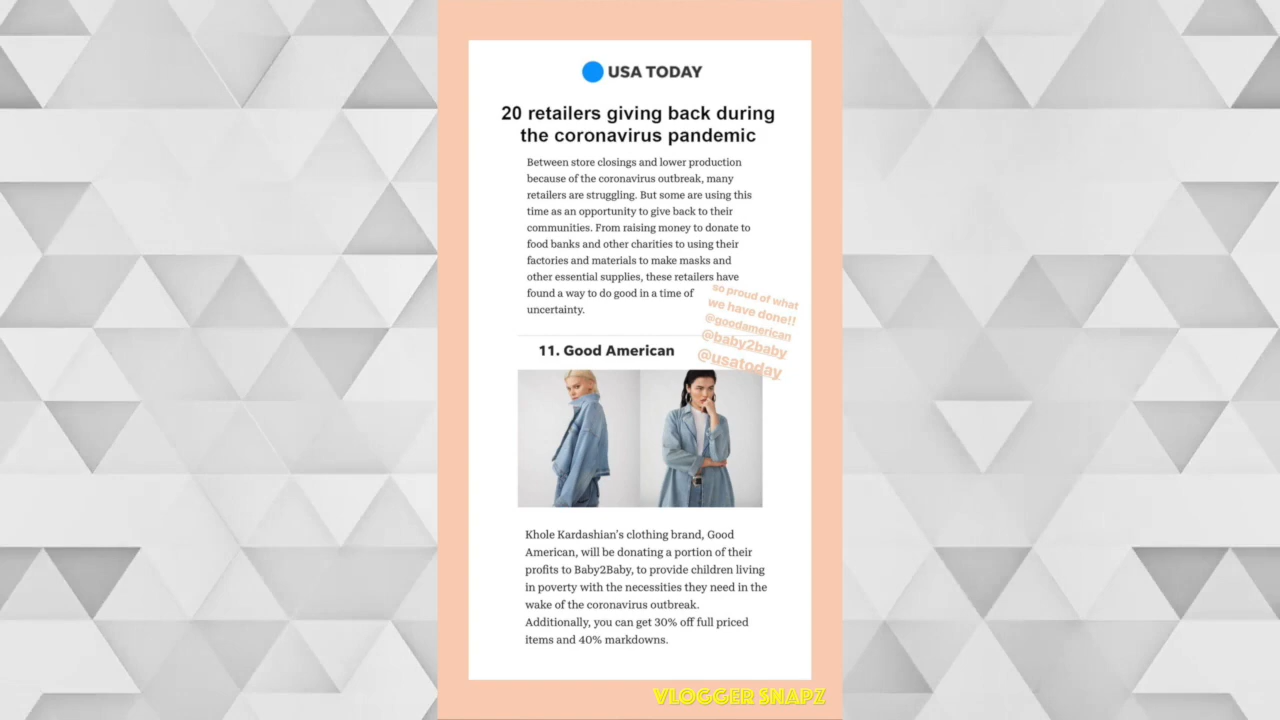 USA TODAY
20 retailers giving back during
the coronavirus pandemic
Between store closings and lower production
because of the coronavirus outbreak, many
retailers are struggling. But some are using this
time as an opportunity to give back to their
communities. From raising money to donate to
food banks and other charities to using their
factories and materials to make masks and
other essential supplies, these retailers have
found a way to do good in a time of
uncertainty.
so proud of what
we have done!!
@goodamerican
@baby2baby
@usatoday
11. Good American
Khole Kardashian's clothing brand, Good
American, will be donating a portion of their
profits to Baby2Baby, to provide children living
in poverty with the necessities they need in the
wake of the coronavirus outbreak.
Additionally, you can get 30% off full priced
items and 40% markdowns.
VLOGGER SNAPZ